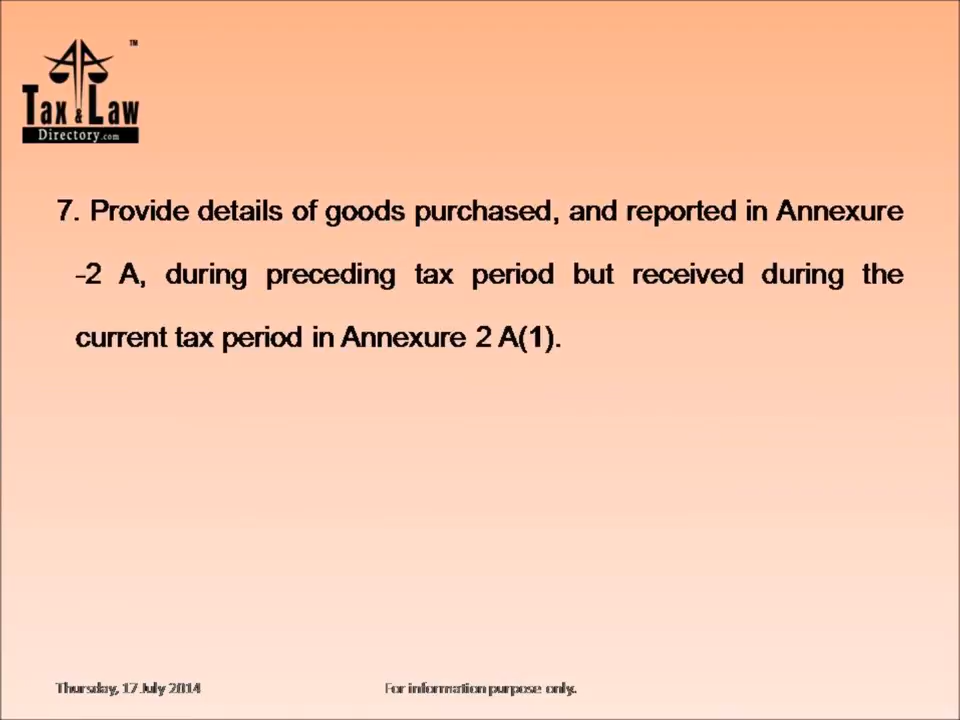 TM
Tax & Law
Directory.com
7. Provide details of goods purchased, and reported in Annexure
-2 A, during preceding tax period but received during the
current tax period in Annexure 2 A(1).
Thursday, 17 July 2014
For information purpose only.